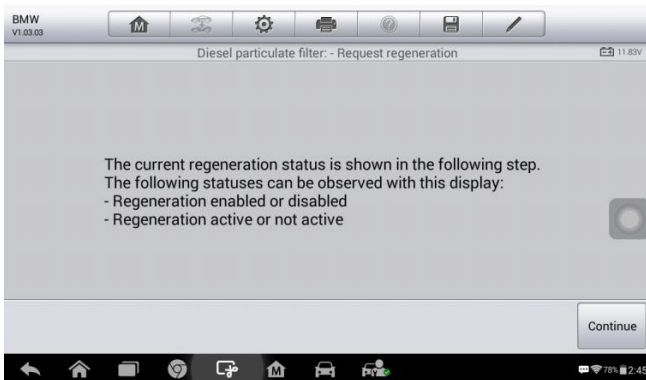 BMW
V1.03.03
Diesel particulate filter: - Request regeneration
11.83V
The current regeneration status is shown in the following step.
The following statuses can be observed with this display:
- Regeneration enabled or disabled
- Regeneration active or not active
Continue
78% 2:45